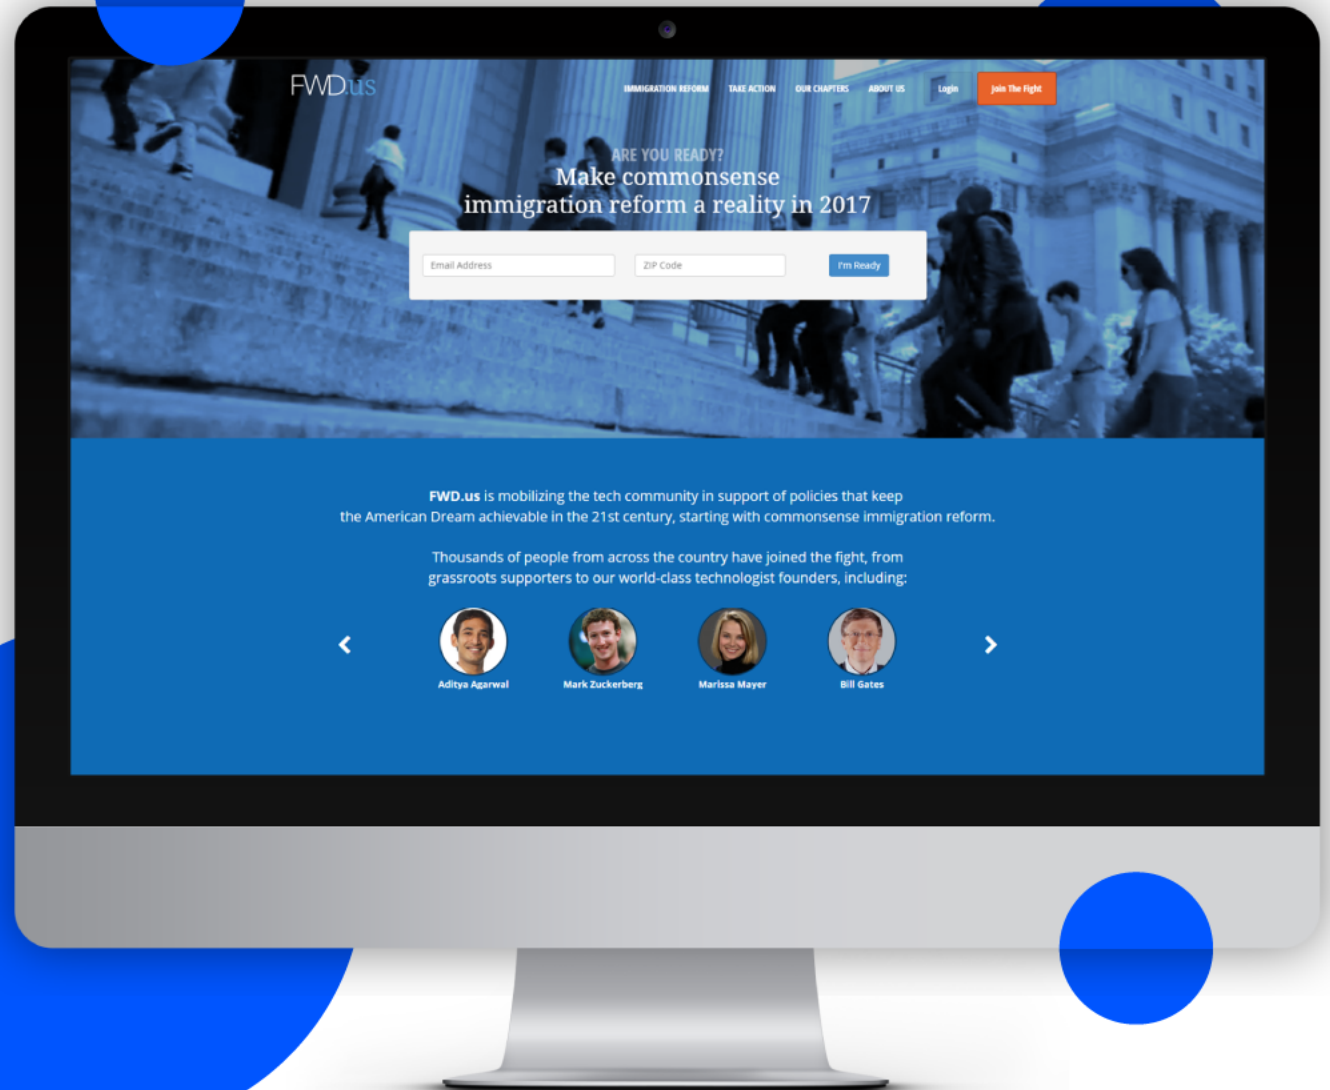 FWD.us
IMMIGRATION REFORM
TAKE ACTION
OUR CHAPTERS
ABOUT US
Login
Join The Fight
ARE YOU READY?
Make commonsense
immigration reform a reality in 2017
Email Address
ZIP Code
I'm Ready
FWD.us is mobilizing the tech community in support of policies that keep
the American Dream achievable in the 21st century, starting with commonsense immigration reform.
Thousands of people from across the country have joined the fight, from
grassroots supporters to our world-class technologist founders, including:
Aditya Agarwal
Mark Zuckerberg
Marissa Mayer
Bill Gates